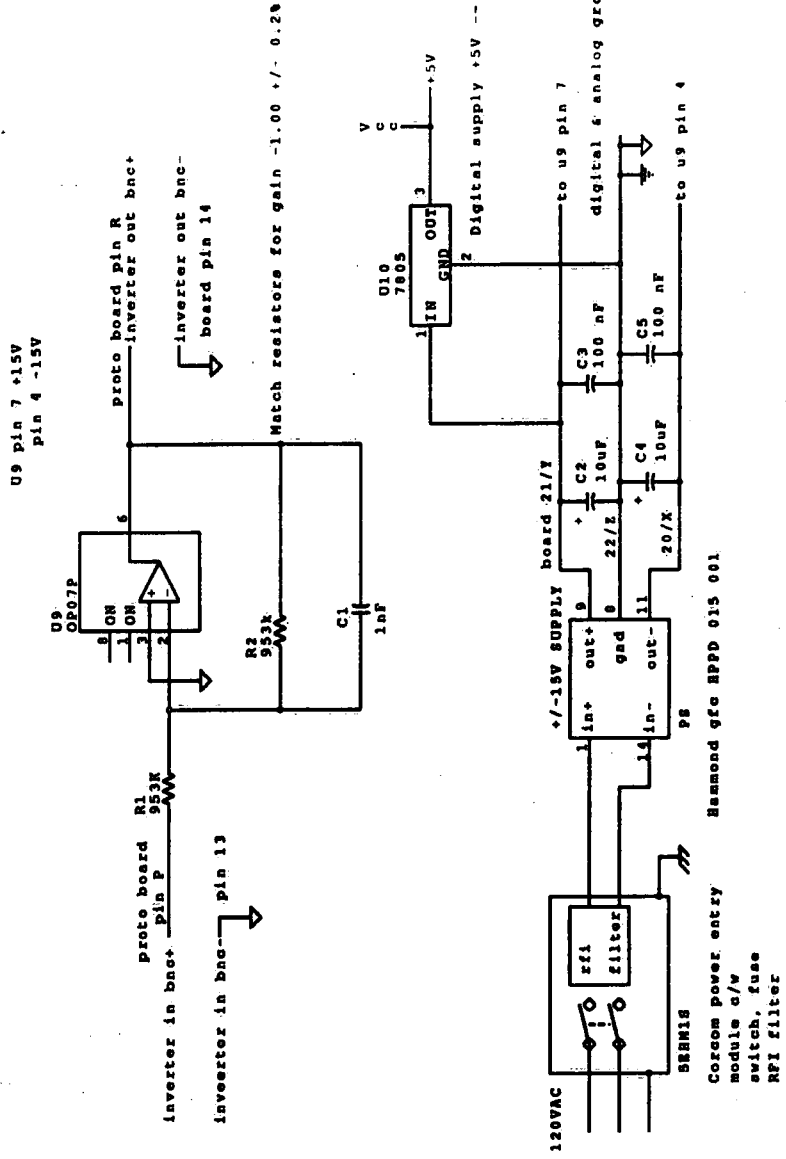 U9 pin 7 +15V
pin 4 -15V
U9
OP07P
8
ON
1
ON
3
+
2
-
6
proto board pin R
inverter out bnc+
inverter out bnc-
board pin 14
R1
953K
proto board
pin P
inverter in bnc+
inveerter in bnc-
pin 13
R2
953k
C1
1nF
Match resistors for gain -1.00 +/- 0.2%
U10
7805
1
IN
OUT
3
GND
2
Vcc
+5V
Digital supply +5V --
to u9 pin 7
digital & analog gro
to u9 pin 4
board 21/Y
22/Z
20/X
+
C2
10uF
C3
100 nF
+
C4
10uF
C5
100 nF
+/-15V SUPPLY
1
in+
out+
9
gnd
8
14
in-
out-
11
PS
Hammond gfc HPPD 015 001
120VAC
rfi
filter
5EHM1S
Corcom power entry
module c/w
switch, fuse
RFI filter